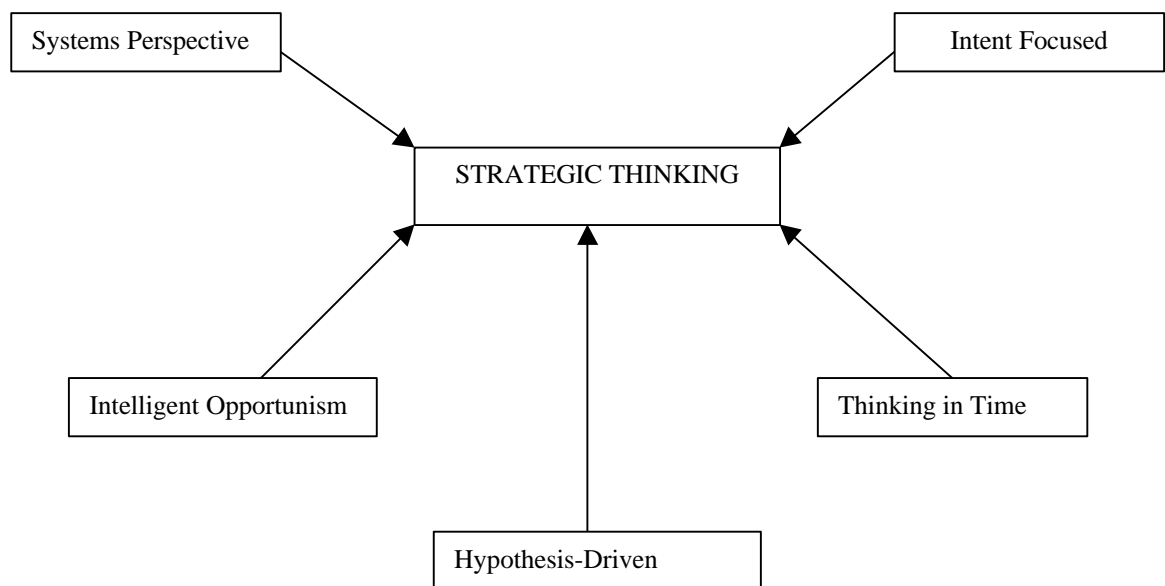 Systems Perspective
Intent Focused
STRATEGIC THINKING
Intelligent Opportunism
Thinking in Time
Hypothesis-Driven